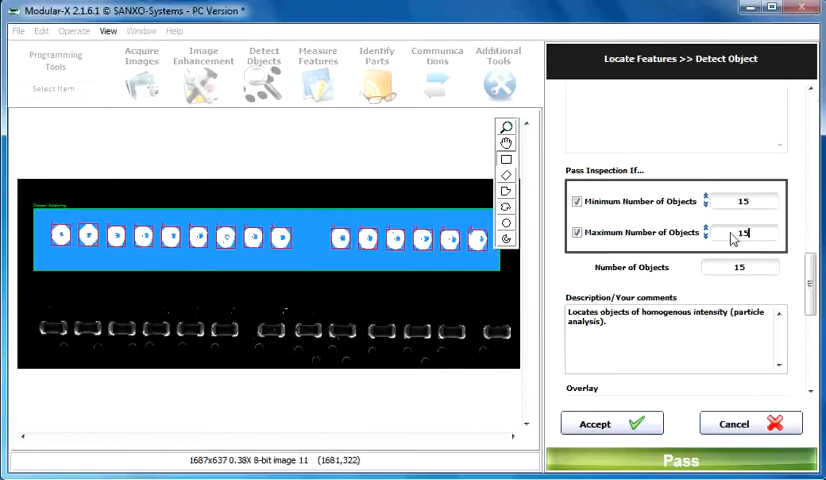 Modular-X 2.1.6.1 © SANXO-Systems - PC Version *
File Edit Operate View Window Help
Programming Tools
Select Item...
Acquire Images
Image Enhancement
Detect Objects
Measure Features
Identify Parts
Communica tions
Additional Tools
Locate Features >> Detect Object
Pass Inspection If...
Minimum Number of Objects 15
Maximum Number of Objects 15
Number of Objects 15
Description/Your comments
Locates objects of homogenous intensity (particle
analysis).
Overlay
Accept Cancel
1687x637 0.38X 8-bit image 11 (1681,322)
Pass